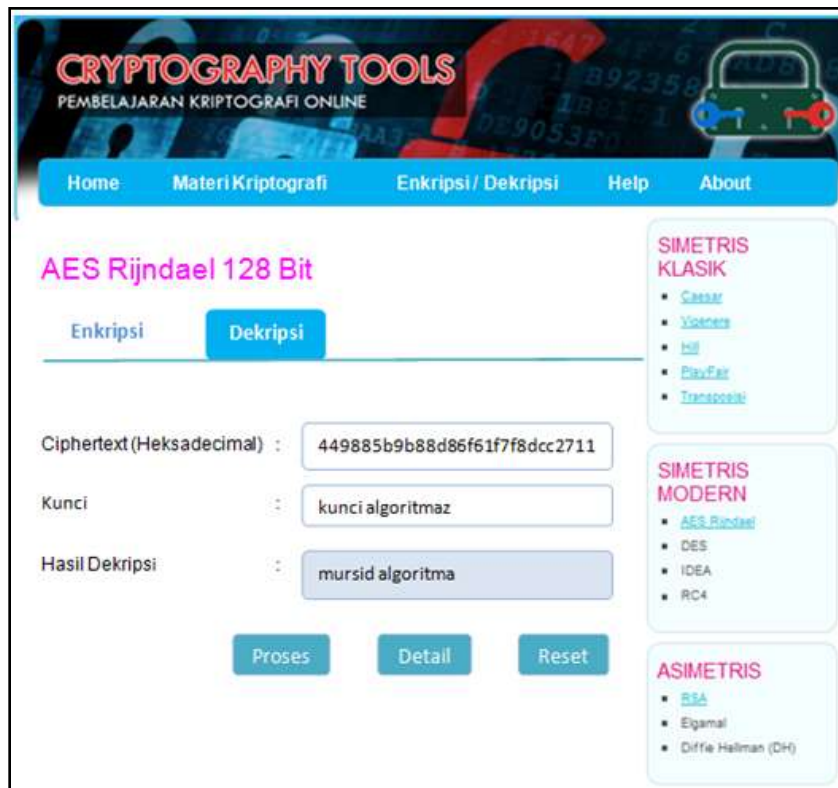 CRYPTOGRAPHY TOOLS
PEMBELAJARAN KRIPTOGRAFI ONLINE
Home Materi Kriptografi Enkripsi / Dekripsi Help About
AES Rijndael 128 Bit
Enkripsi Dekripsi
Ciphertext (Heksadecimal) : 449885b9b88d86f61f7f8dcc2711
Kunci : kunci algoritmaz
Hasil Dekripsi : mursid algoritma
Proses Detail Reset
SIMETRIS
KLASIK
Caesar
Vigenere
Hill
PlayFair
Transposisi
SIMETRIS
MODERN
AES Rijndael
DES
IDEA
RC4
ASIMETRIS
RSA
Elgamal
Diffie Hellman (DH)